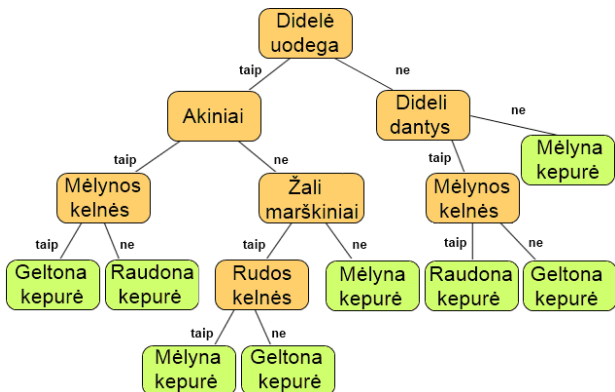 Didelė
uodega
taip
ne
Akiniai
Dideli
dantys
ne
taip
ne
taip
Mėlyna
kepurė
Mėlynos
kelnės
Žali
marškiniai
Mėlynos
kelnės
taip
ne
taip
ne
taip
ne
Geltona
kepurė
Raudona
kepurė
Rudos
kelnės
Mėlyna
kepurė
Raudona
kepurė
Geltona
kepurė
taip
ne
Mėlyna
kepurė
Geltona
kepurė